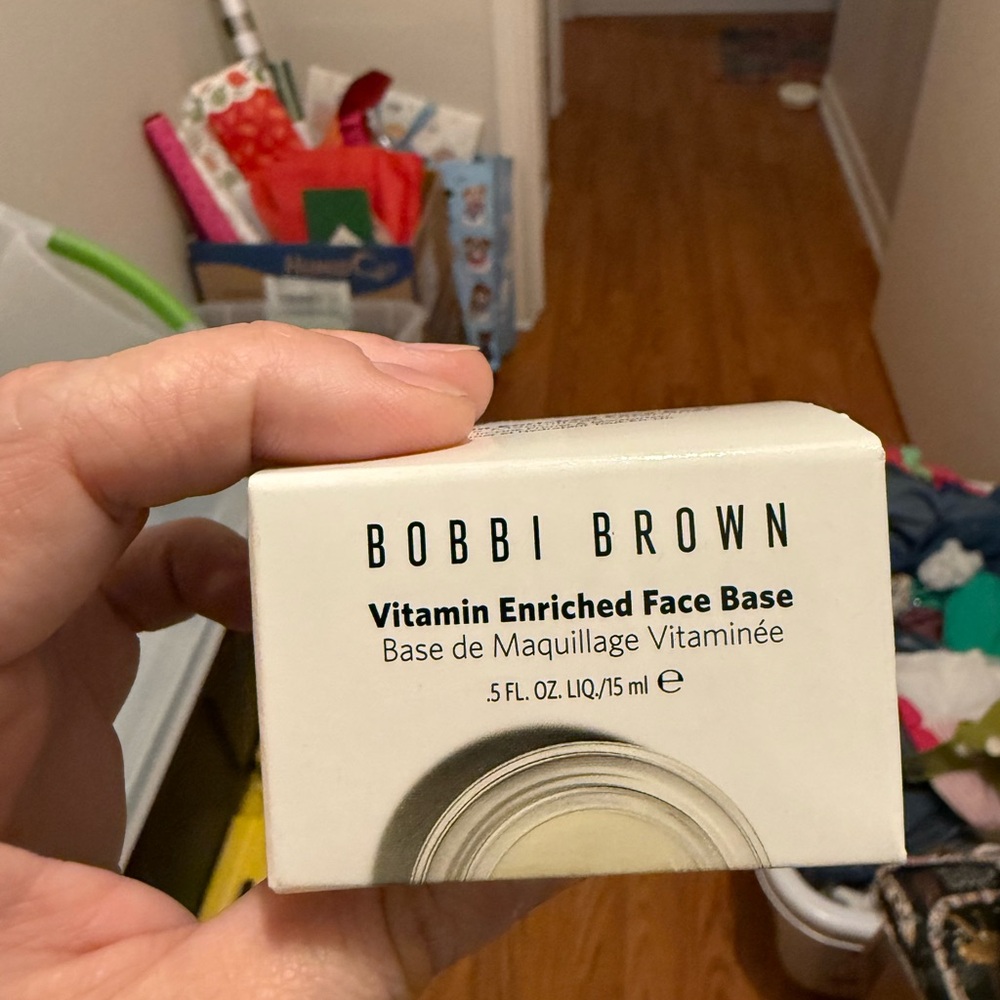 BOBBI BROWN
Vitamin Enriched Face Base
Base de Maquillage Vitaminée
.5 FL. OZ. LIQ./15 ml ℮